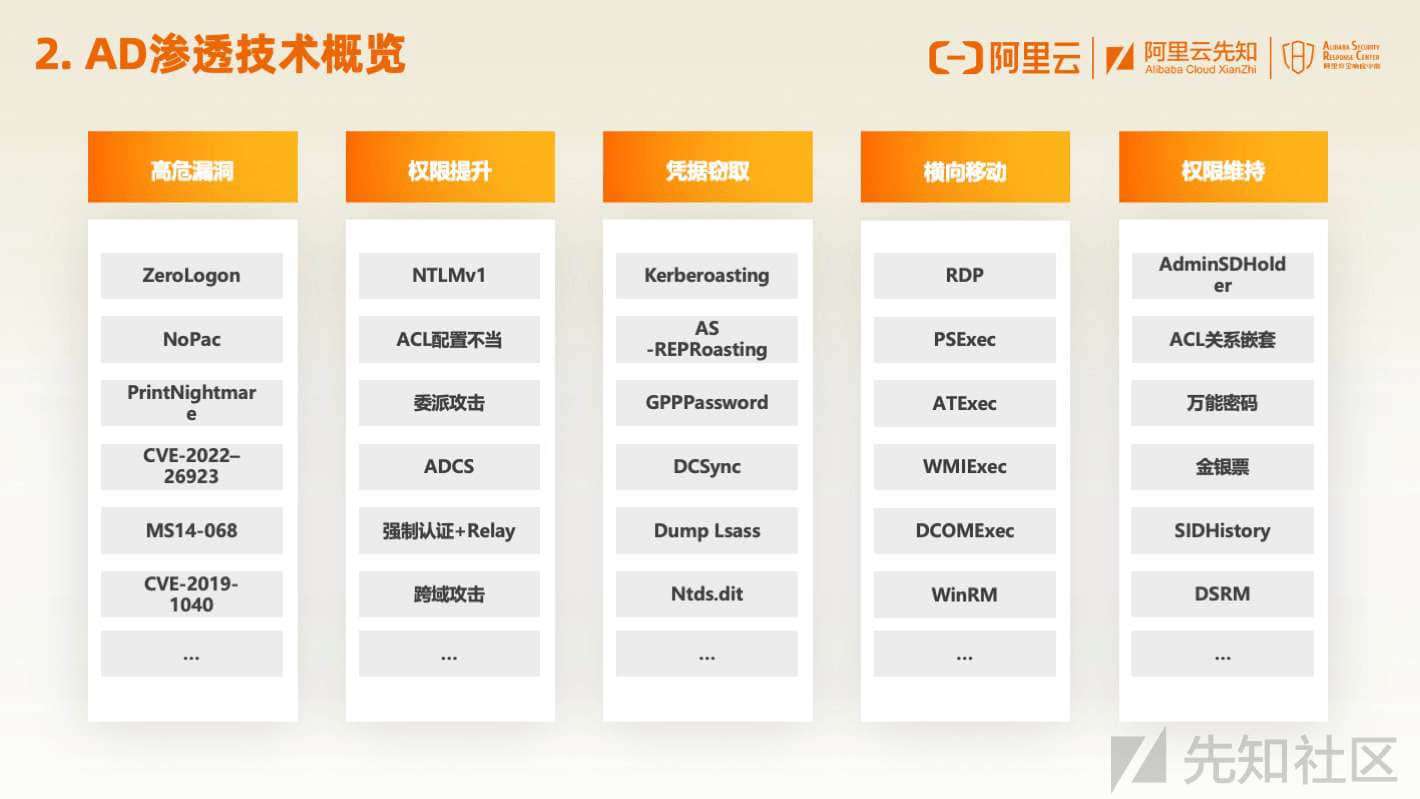 2. AD渗透技术概览
阿里云
阿里云先知
Alibaba Cloud XianZhi
ALIBABA SECURITY
RESPONSE CENTER
阿里安全响应中心
高危漏洞
ZeroLogon
NoPac
PrintNightmar
e
CVE-2022–
26923
MS14-068
CVE-2019-
1040
...
权限提升
NTLMv1
ACL配置不当
委派攻击
ADCS
强制认证+Relay
跨域攻击
...
凭据窃取
Kerberoasting
AS
-REPRoasting
GPPPassword
DCSync
Dump Lsass
Ntds.dit
...
横向移动
RDP
PSExec
ATExec
WMIExec
DCOMExec
WinRM
...
权限维持
AdminSDHold
er
ACL关系嵌套
万能密码
金银票
SIDHistory
DSRM
...
先知社区